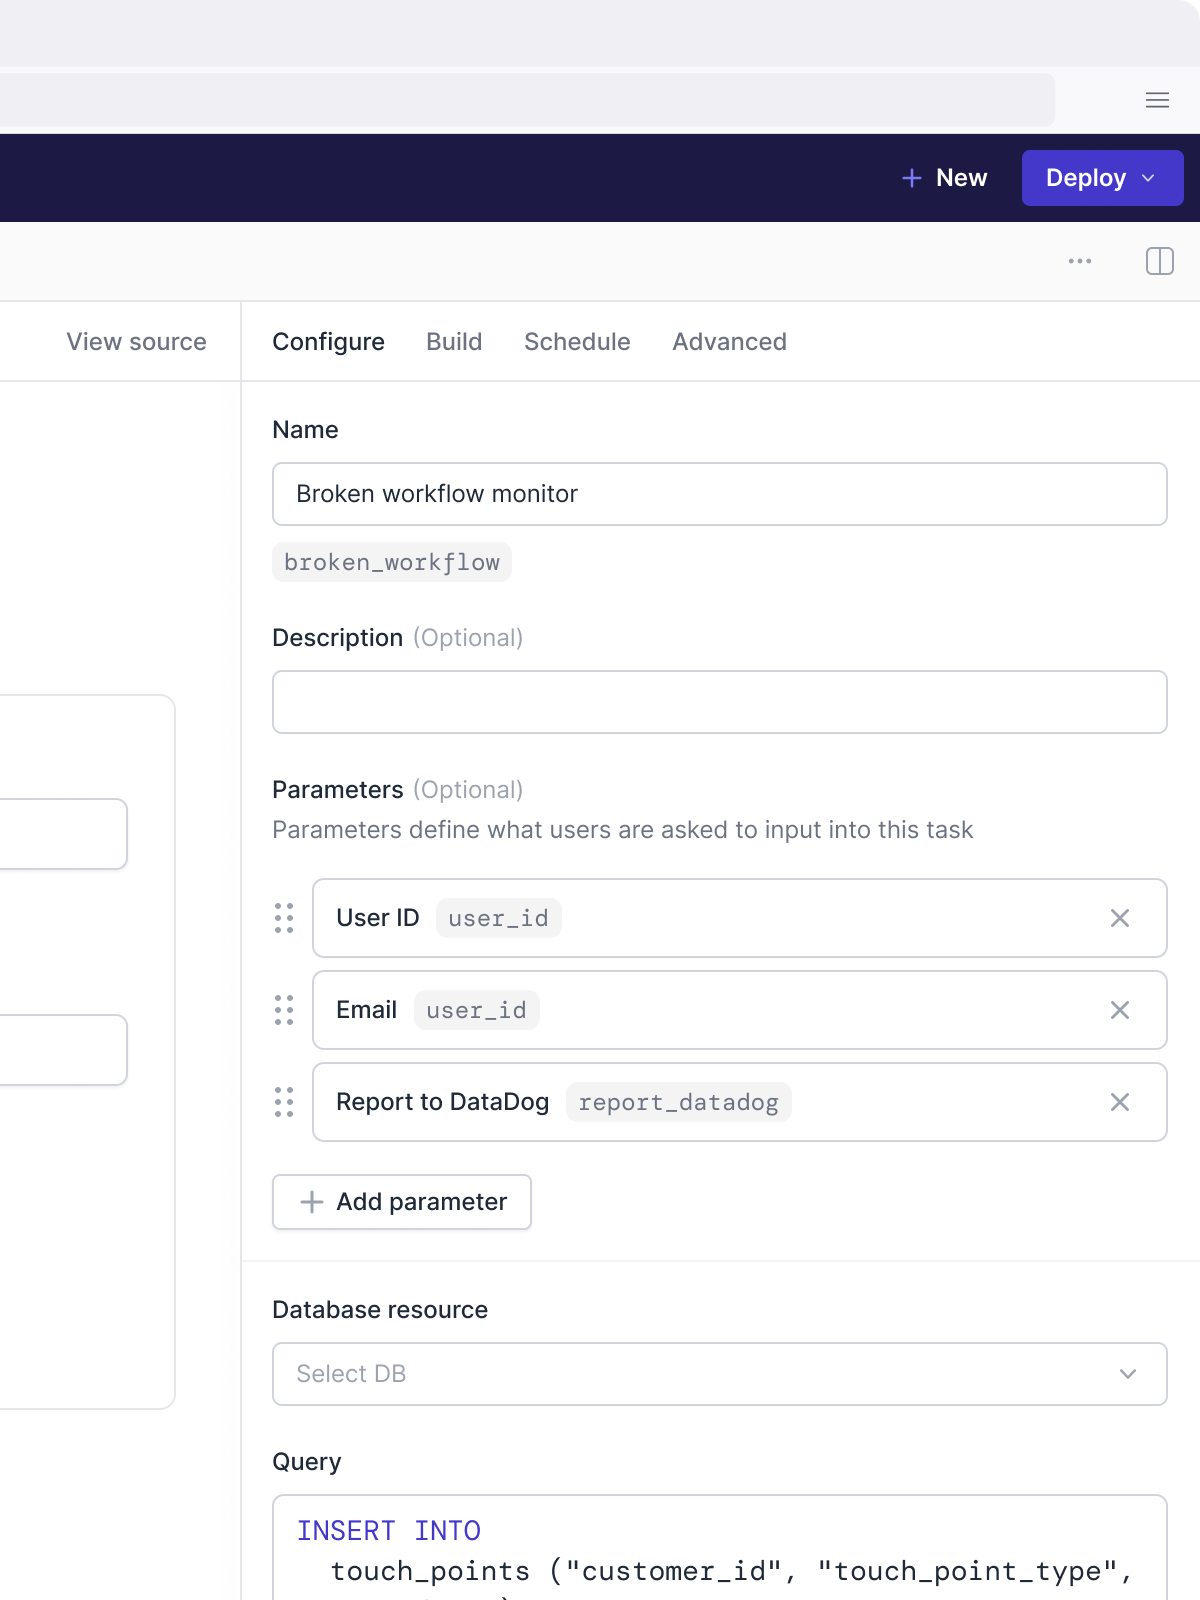 New
Deploy
View source
Configure
Build
Schedule
Advanced
Name
Broken workflow monitor
broken_workflow
Description (Optional)
Parameters (Optional)
Parameters define what users are asked to input into this task
User ID user_id
Email user_id
Report to DataDog report_datadog
Add parameter
Database resource
Select DB
Query
INSERT INTO
touch_points ("customer_id", "touch_point_type",